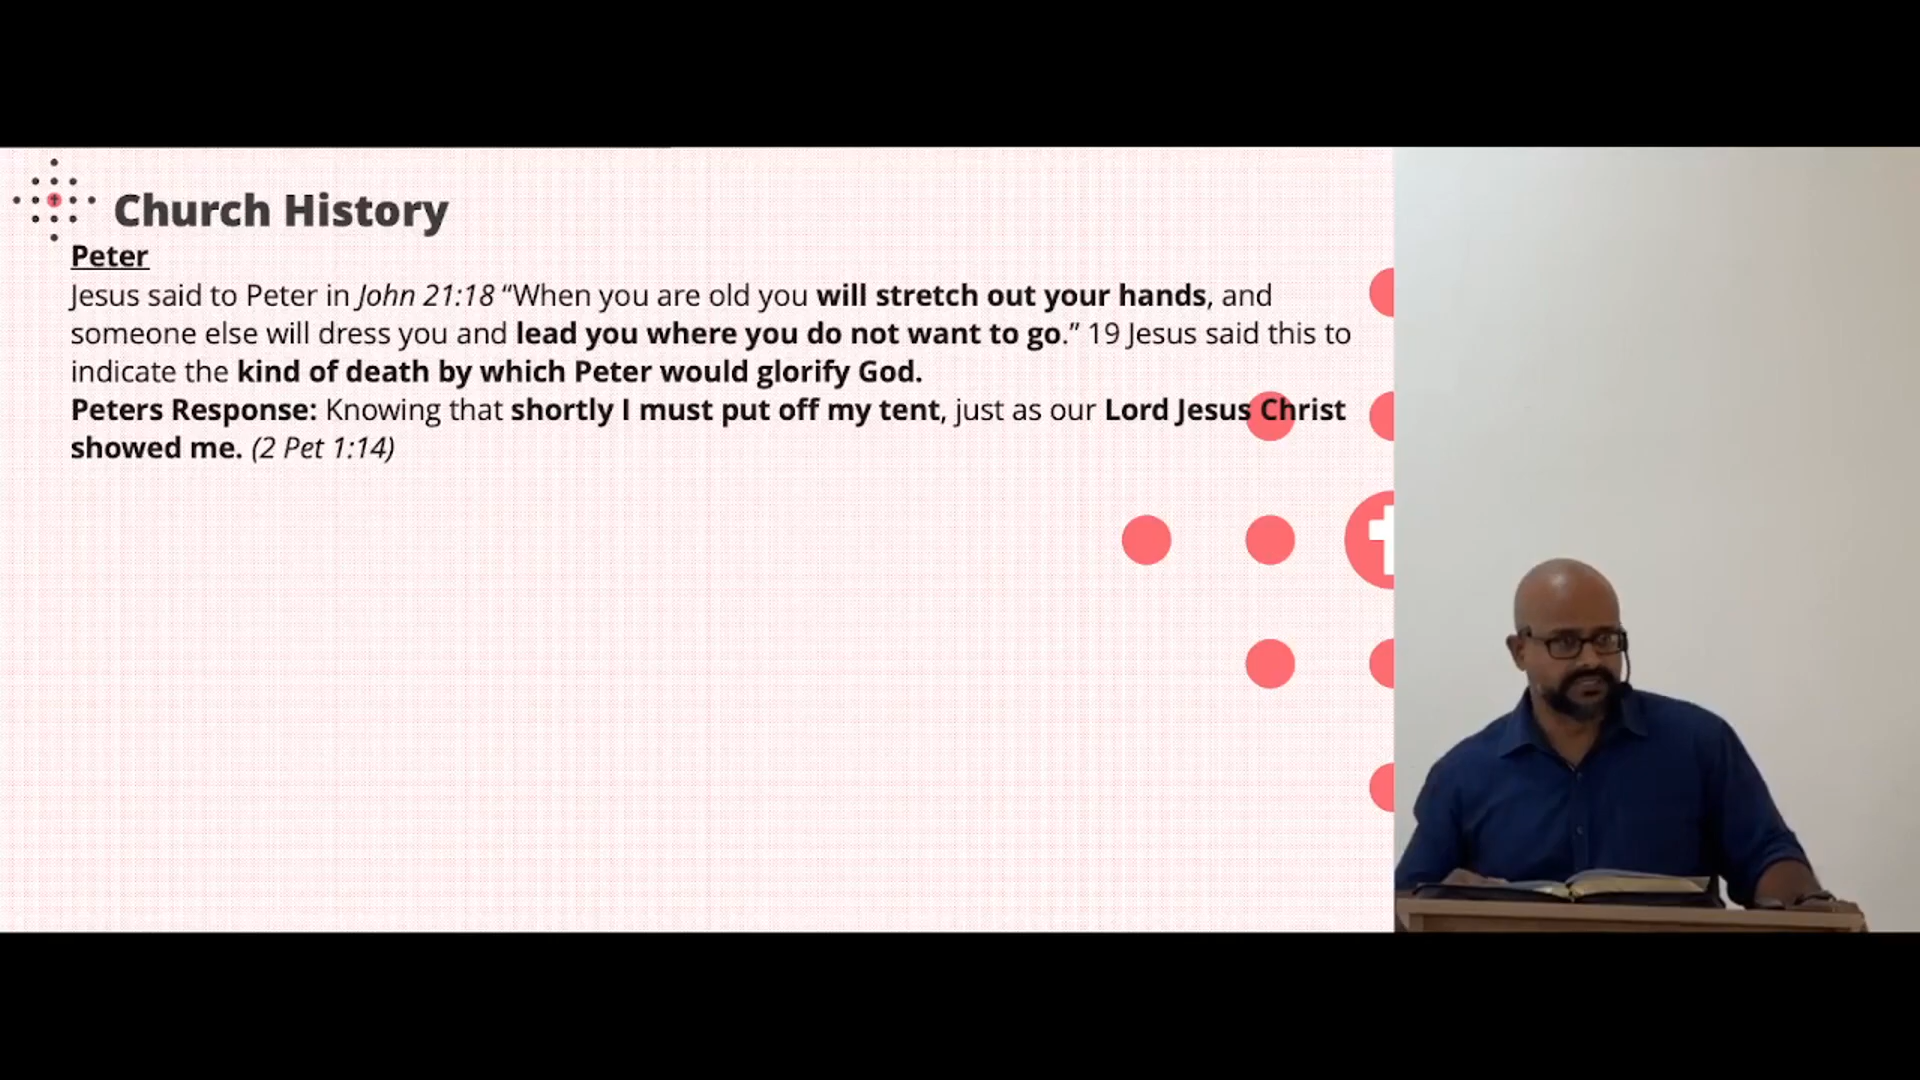 Church History
Peter
Jesus said to Peter in John 21:18 “When you are old you will stretch out your hands, and
someone else will dress you and lead you where you do not want to go.” 19 Jesus said this to
indicate the kind of death by which Peter would glorify God.
Peters Response: Knowing that shortly I must put off my tent, just as our Lord Jesus Christ
showed me. (2 Pet 1:14)